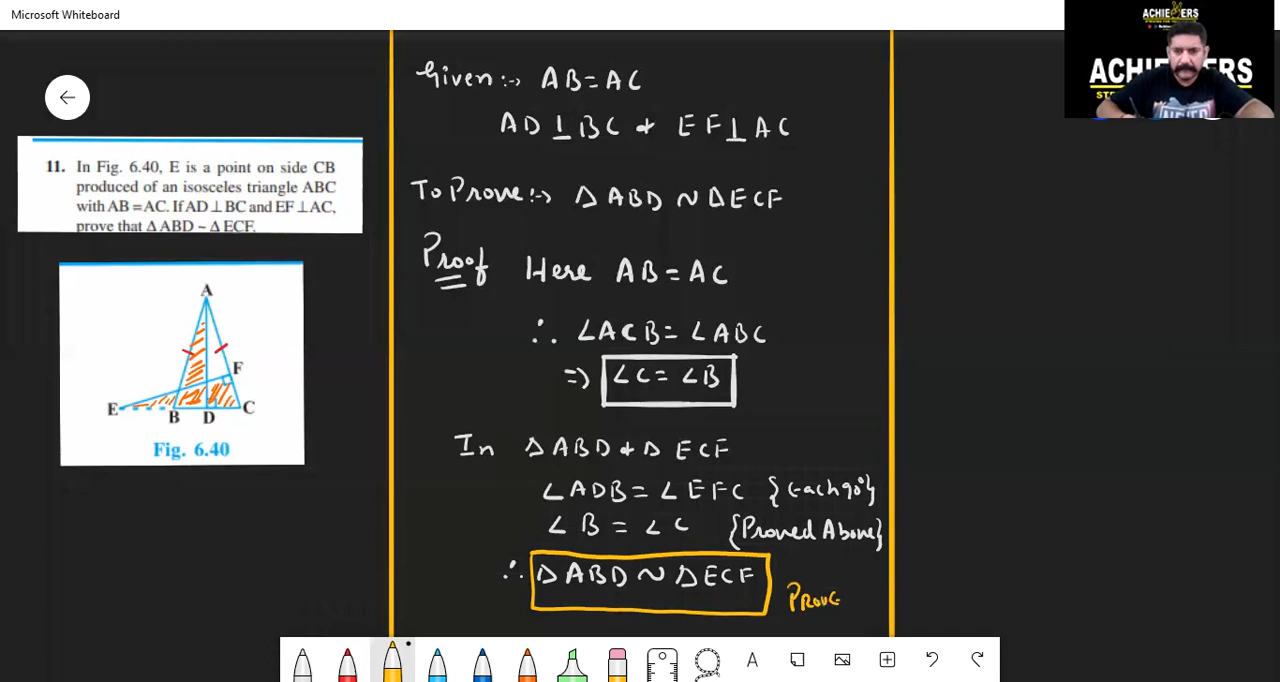 Microsoft Whiteboard
ACHIEVERS
11. In Fig. 6.40, E is a point on side CB
produced of an isosceles triangle ABC
with AB = AC. If AD ⊥ BC and EF ⊥ AC,
prove that Δ ABD ~ Δ ECF.
A
F
E
B
D
C
Fig. 6.40
Given:-> AB=AC
AD ⊥ BC & EF ⊥ AC
To Prove:-> Δ ABD ~ Δ ECF
Proof Here AB=AC
∴ ∠ACB = ∠ABC
=> ∠C = ∠B
In Δ ABD & Δ ECF
∠ADB = ∠EFC {Each 90°}
∠B = ∠C {Proved Above}
∴ Δ ABD ~ Δ ECF
Prove
A